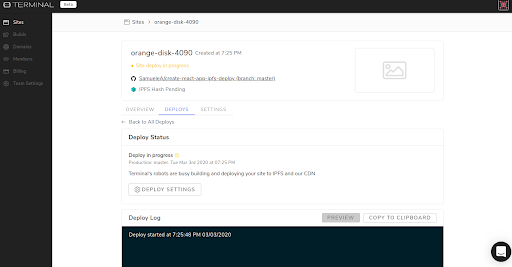 TERMINAL
Beta
Sites
Builds
Domains
Members
Billing
Team Settings
Sites > orange-disk-4090
orange-disk-4090 Created at 7:25 PM
Site deploy in progress
SamueleA/create-react-app-ipfs-deploy (branch: master)
IPFS Hash Pending
OVERVIEW DEPLOYS SETTINGS
← Back to All Deploys
Deploy Status
Deploy in progress
Production: master, Tue Mar 3rd 2020 at 07:25 PM
Terminal's robots are busy building and deploying your site to IPFS and our CDN
DEPLOY SETTINGS
Deploy Log
PREVIEW
COPY TO CLIPBOARD
Deploy started at 7:25:48 PM 03/03/2020